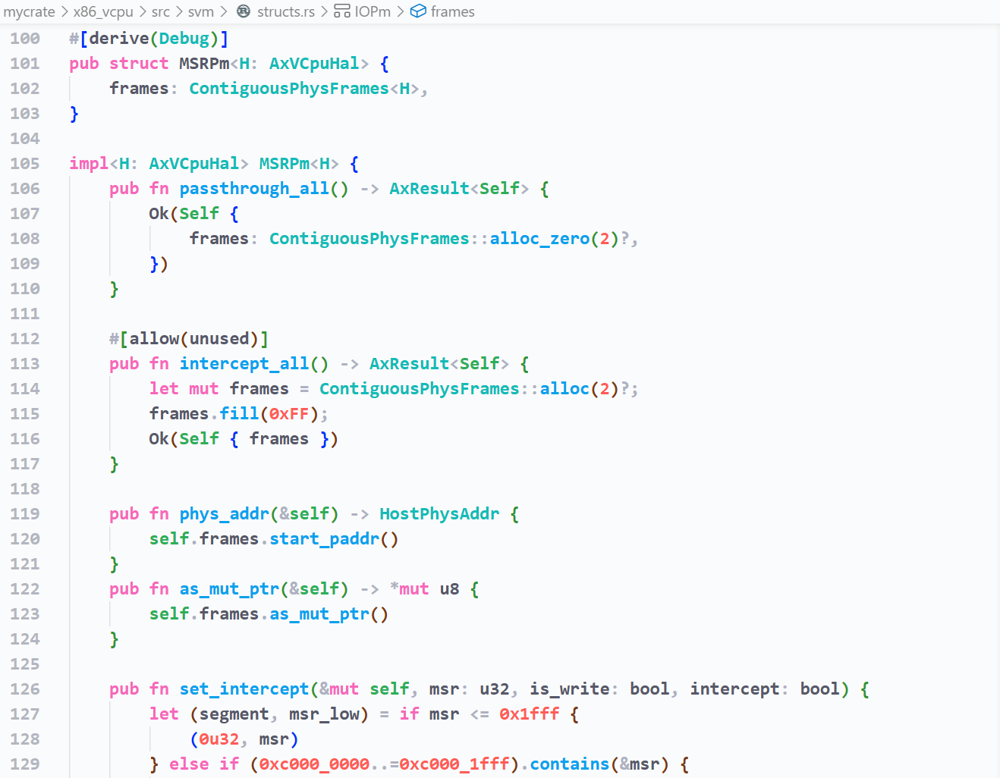 mycrate > x86_vcpu > src > svm > structs.rs > IOPm > frames
100 #[derive(Debug)]
101 pub struct MSRPm<H: AxVCpuHal> {
102     frames: ContiguousPhysFrames<H>,
103 }
104
105 impl<H: AxVCpuHal> MSRPm<H> {
106     pub fn passthrough_all() -> AxResult<Self> {
107         Ok(Self {
108             frames: ContiguousPhysFrames::alloc_zero(2)?,
109         })
110     }
111
112     #[allow(unused)]
113     pub fn intercept_all() -> AxResult<Self> {
114         let mut frames = ContiguousPhysFrames::alloc(2)?;
115         frames.fill(0xFF);
116         Ok(Self { frames })
117     }
118
119     pub fn phys_addr(&self) -> HostPhysAddr {
120         self.frames.start_paddr()
121     }
122     pub fn as_mut_ptr(&self) -> *mut u8 {
123         self.frames.as_mut_ptr()
124     }
125
126     pub fn set_intercept(&mut self, msr: u32, is_write: bool, intercept: bool) {
127         let (segment, msr_low) = if msr <= 0x1fff {
128             (0u32, msr)
129         } else if (0xc000_0000..=0xc000_1fff).contains(&msr) {